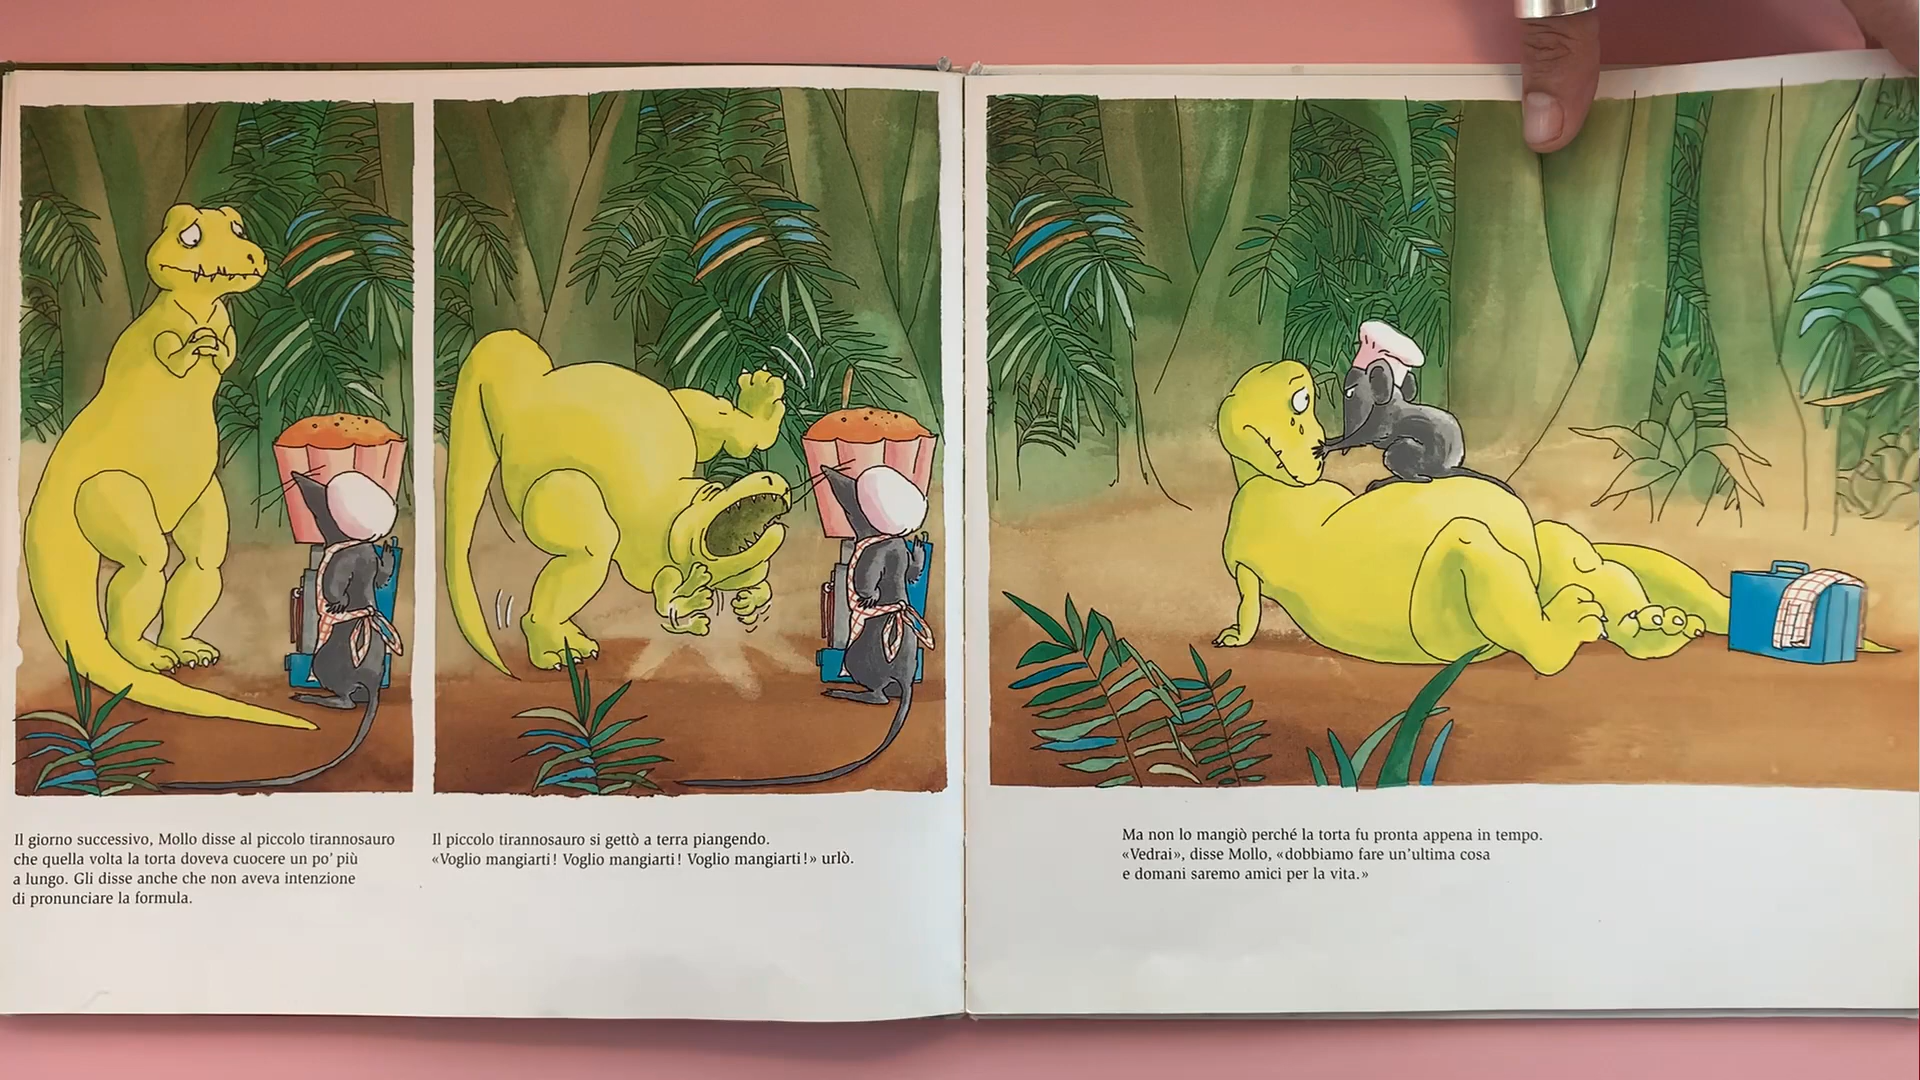 Il giorno successivo, Mollo disse al piccolo tirannosauro
che quella volta la torta doveva cuocere un po' più
a lungo. Gli disse anche che non aveva intenzione
di pronunciare la formula.
Il piccolo tirannosauro si gettò a terra piangendo.
«Voglio mangiarti! Voglio mangiarti! Voglio mangiarti!» urlò.
Ma non lo mangiò perché la torta fu pronta appena in tempo.
«Vedrai», disse Mollo, «dobbiamo fare un'ultima cosa
e domani saremo amici per la vita.»